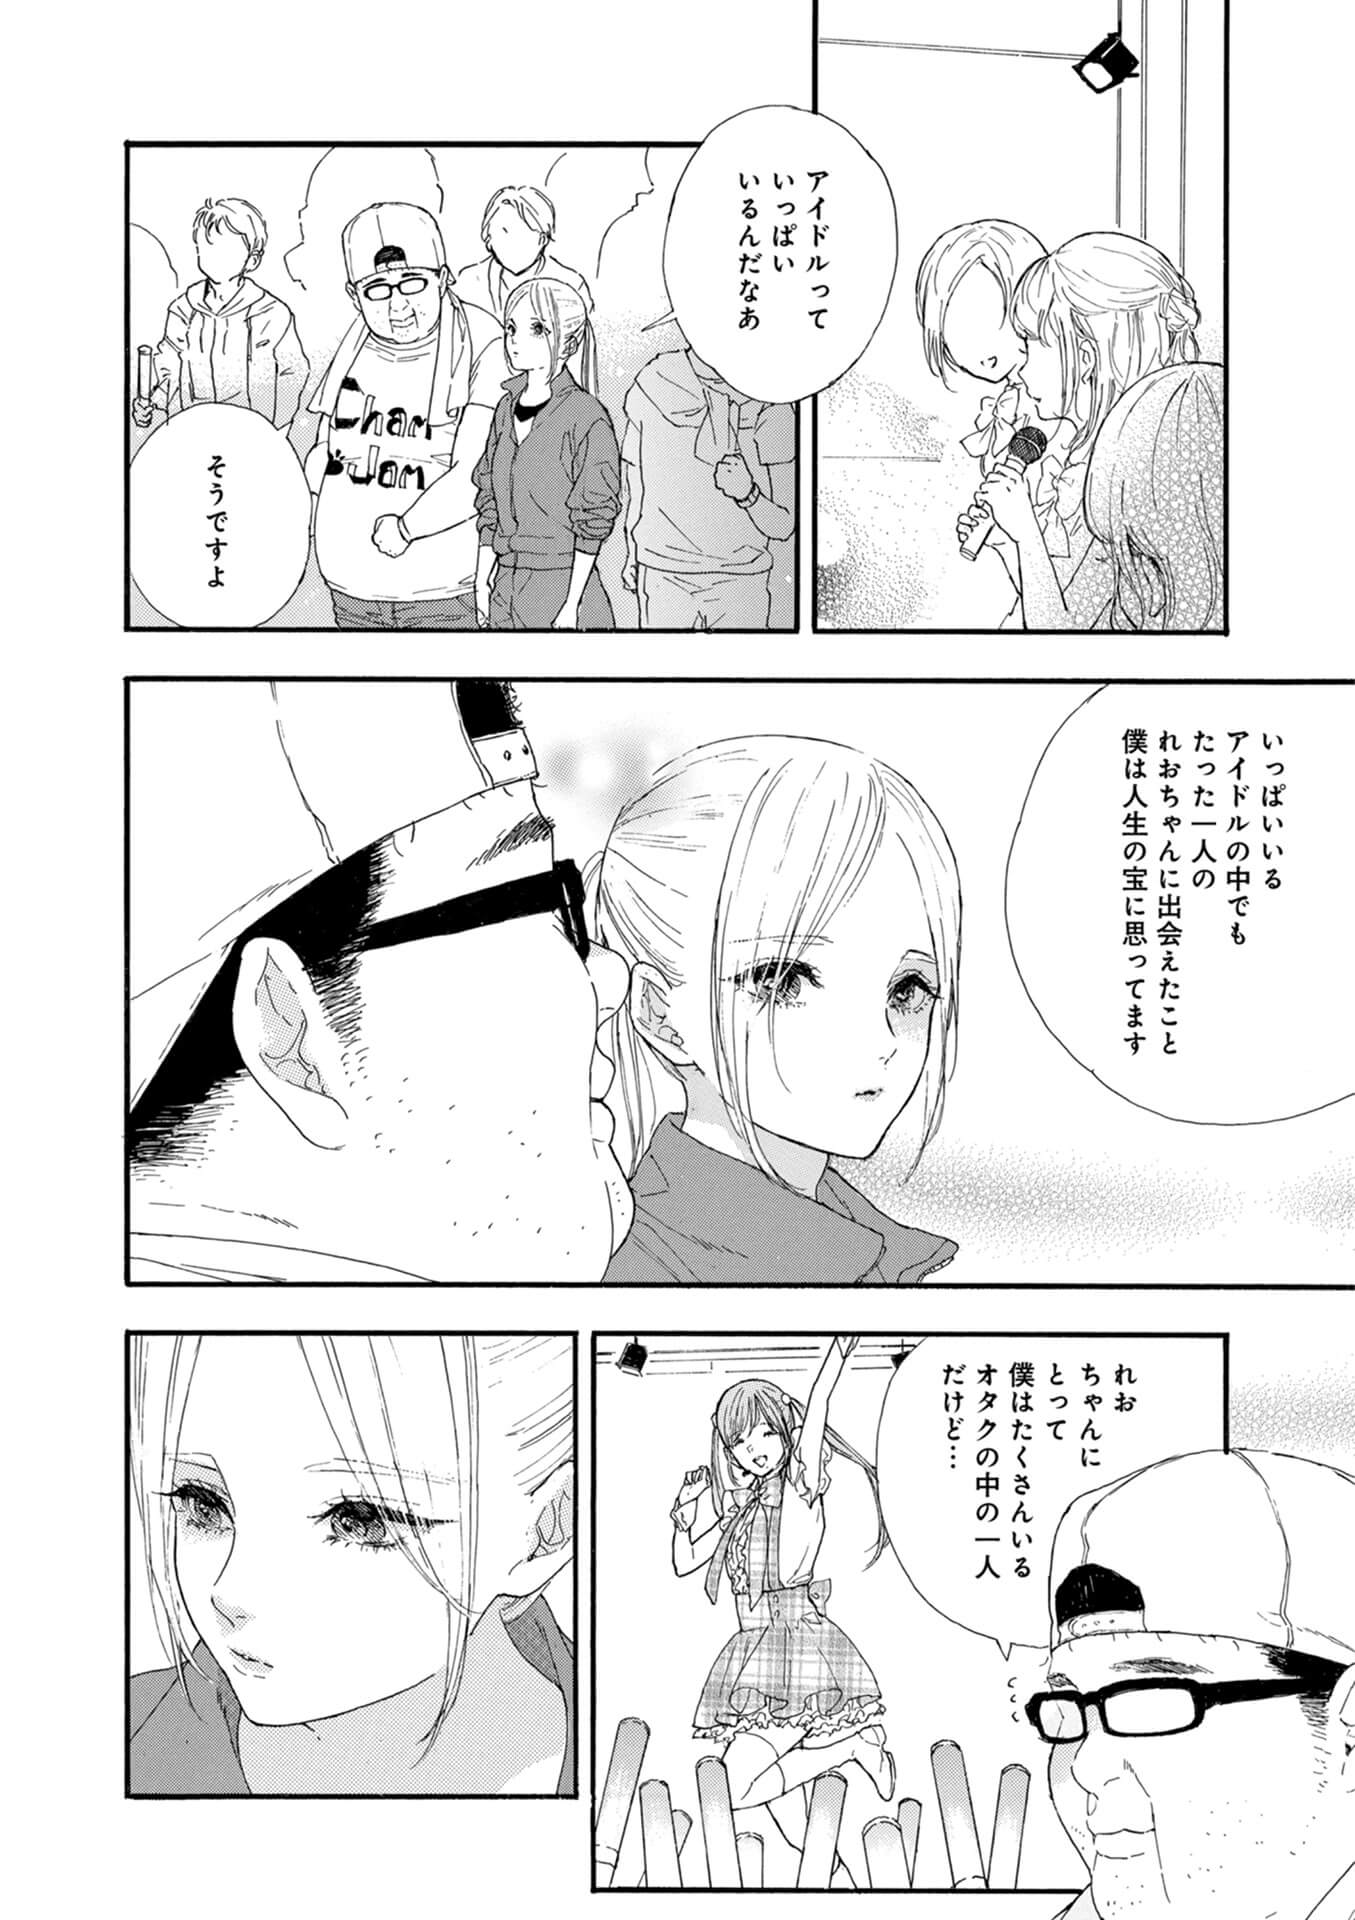 アイドルって
いっぱい
いるんだなあ
Cham
Jam
そうですよ
いっぱいいる
アイドルの中でも
たった一人の
れおちゃんに出会えたこと
僕は人生の宝に思ってます
れお
ちゃんに
とって
僕はたくさんいる
オタクの中の一人
だけど…